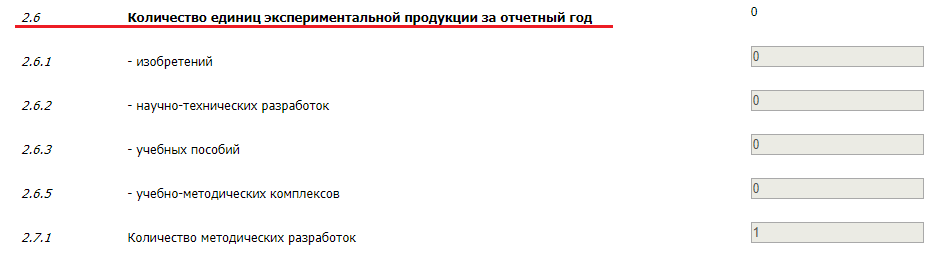 2.6 Количество единиц экспериментальной продукции за отчетный год 0
2.6.1 - изобретений 0
2.6.2 - научно-технических разработок 0
2.6.3 - учебных пособий 0
2.6.5 - учебно-методических комплексов 0
2.7.1 Количество методических разработок 1